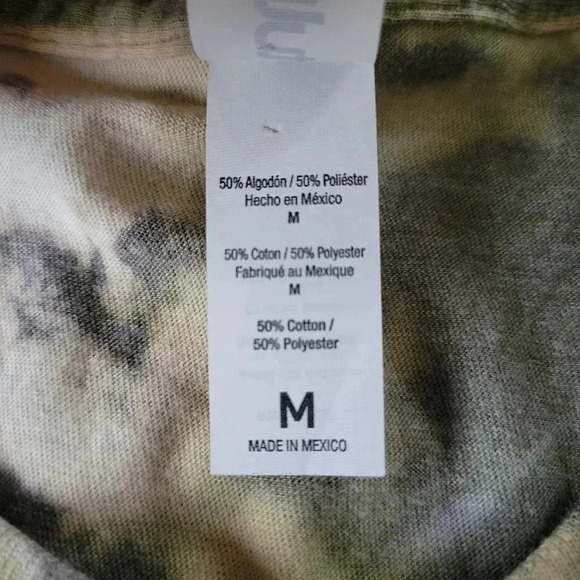 50% Algodón / 50% Poliéster
Hecho en México
M
50% Coton / 50% Polyester
Fabriqué au Mexique
M
50% Cotton /
50% Polyester
M
MADE IN MEXICO